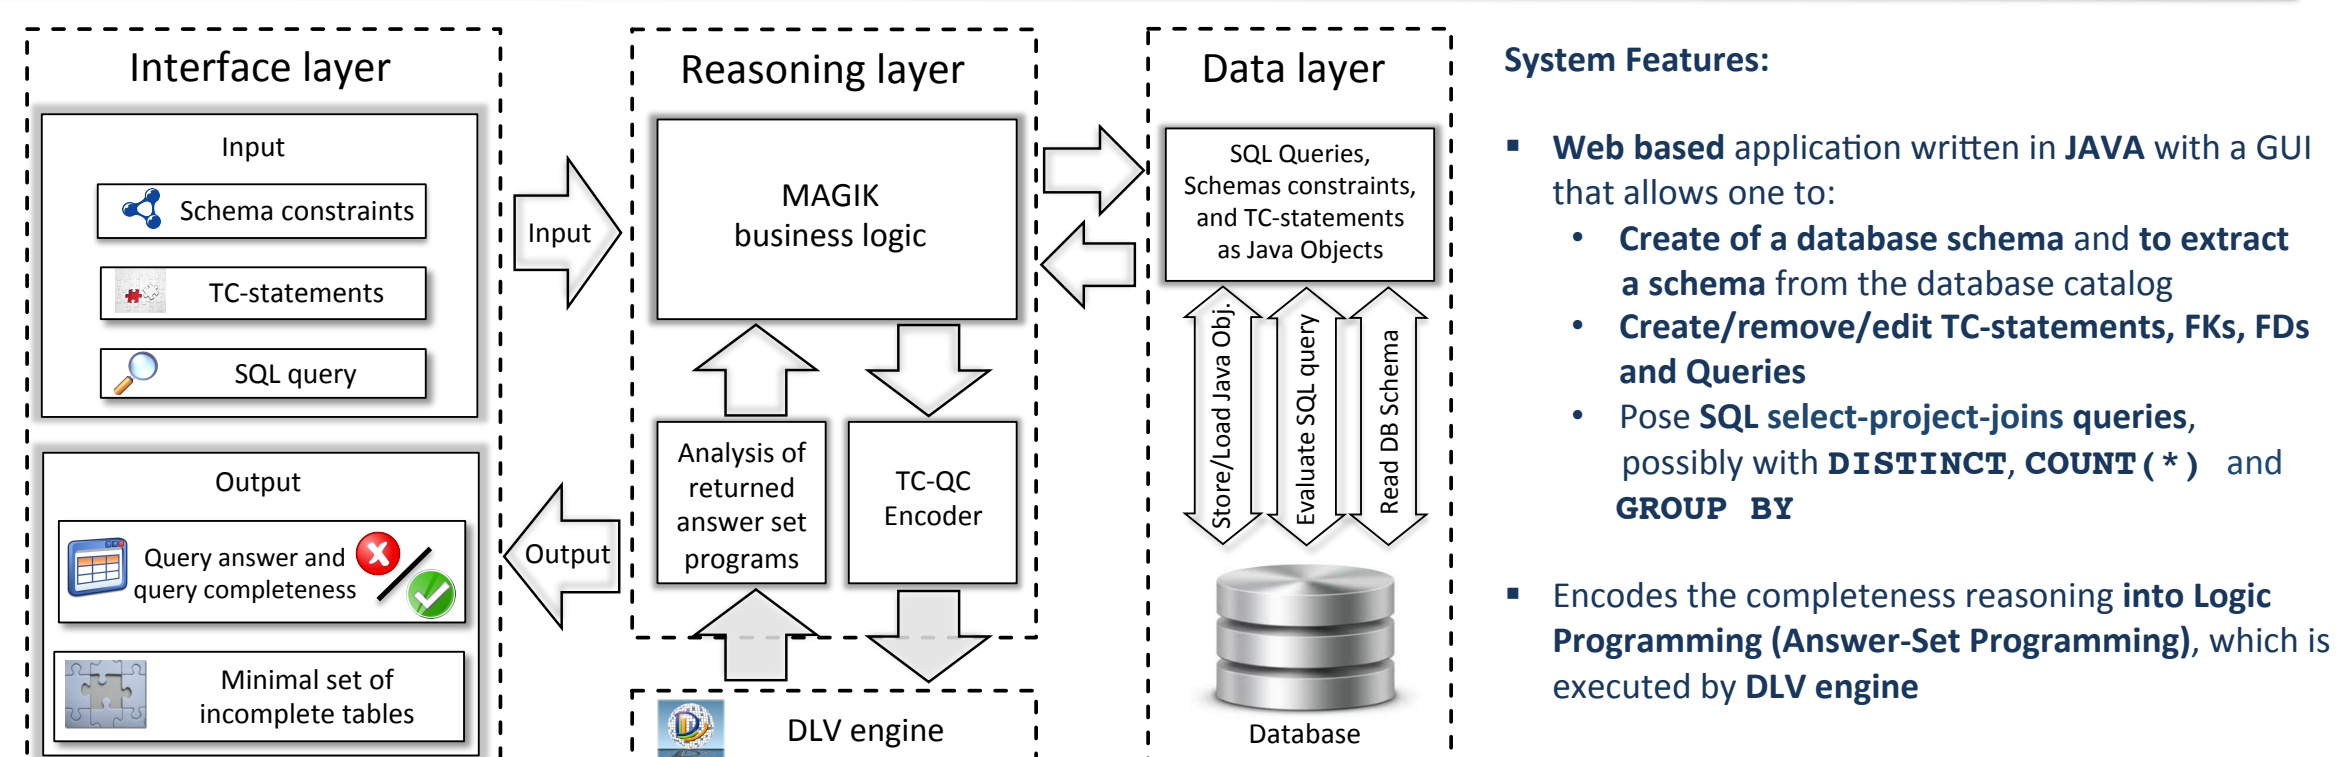 Interface layer
Input
Schema constraints
TC-statements
SQL query
Output
Query answer and
query completeness
Minimal set of
incomplete tables
Input
Output
Reasoning layer
MAGIK
business logic
Analysis of
returned
answer set
programs
TC-QC
Encoder
DLV engine
Data layer
SQL Queries,
Schemas constraints,
and TC-statements
as Java Objects
Store/Load Java Obj.
Evaluate SQL query
Read DB Schema
Database
System Features:
▪ Web based application written in JAVA with a GUI
that allows one to:
• Create of a database schema and to extract
a schema from the database catalog
• Create/remove/edit TC-statements, FKs, FDs
and Queries
• Pose SQL select-project-joins queries,
possibly with DISTINCT, COUNT(*) and
GROUP BY
▪ Encodes the completeness reasoning into Logic
Programming (Answer-Set Programming), which is
executed by DLV engine